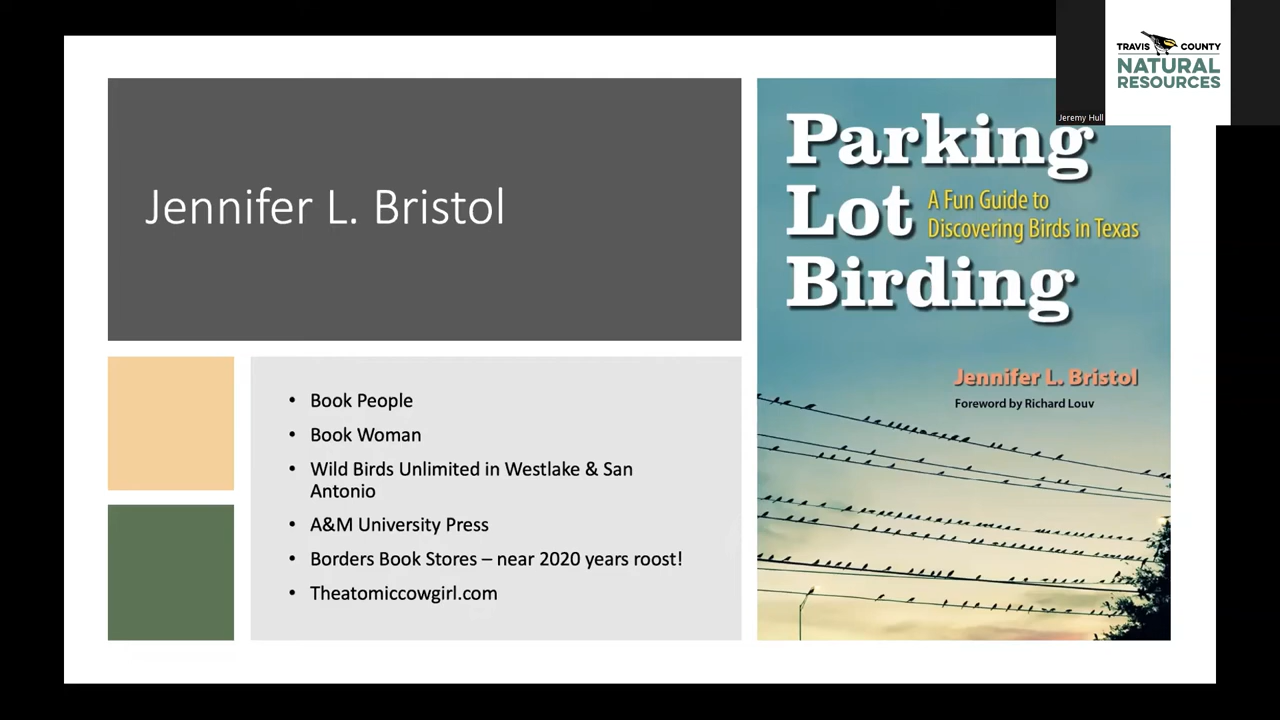 TRAVIS COUNTY
NATURAL
RESOURCES
Jeremy Hull
Jennifer L. Bristol
• Book People
• Book Woman
• Wild Birds Unlimited in Westlake & San
Antonio
• A&M University Press
• Borders Book Stores – near 2020 years roost!
• Theatomiccowgirl.com
Parking
Lot
Birding
A Fun Guide to
Discovering Birds in Texas
Jennifer L. Bristol
Foreword by Richard Louv